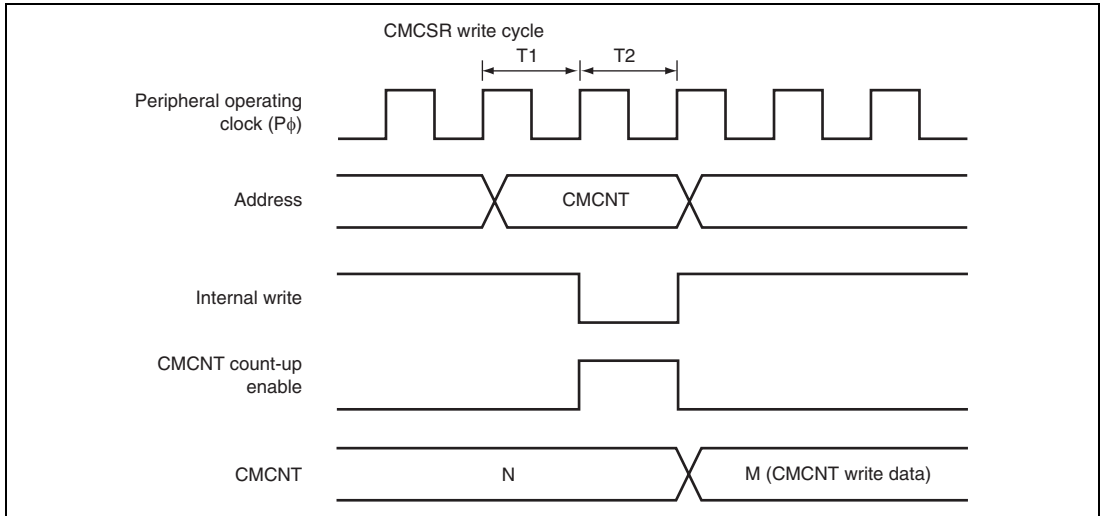 CMCSR write cycle
T1
T2
Peripheral operating
clock (Pϕ)
Address
CMCNT
Internal write
CMCNT count-up
enable
CMCNT
N
M (CMCNT write data)